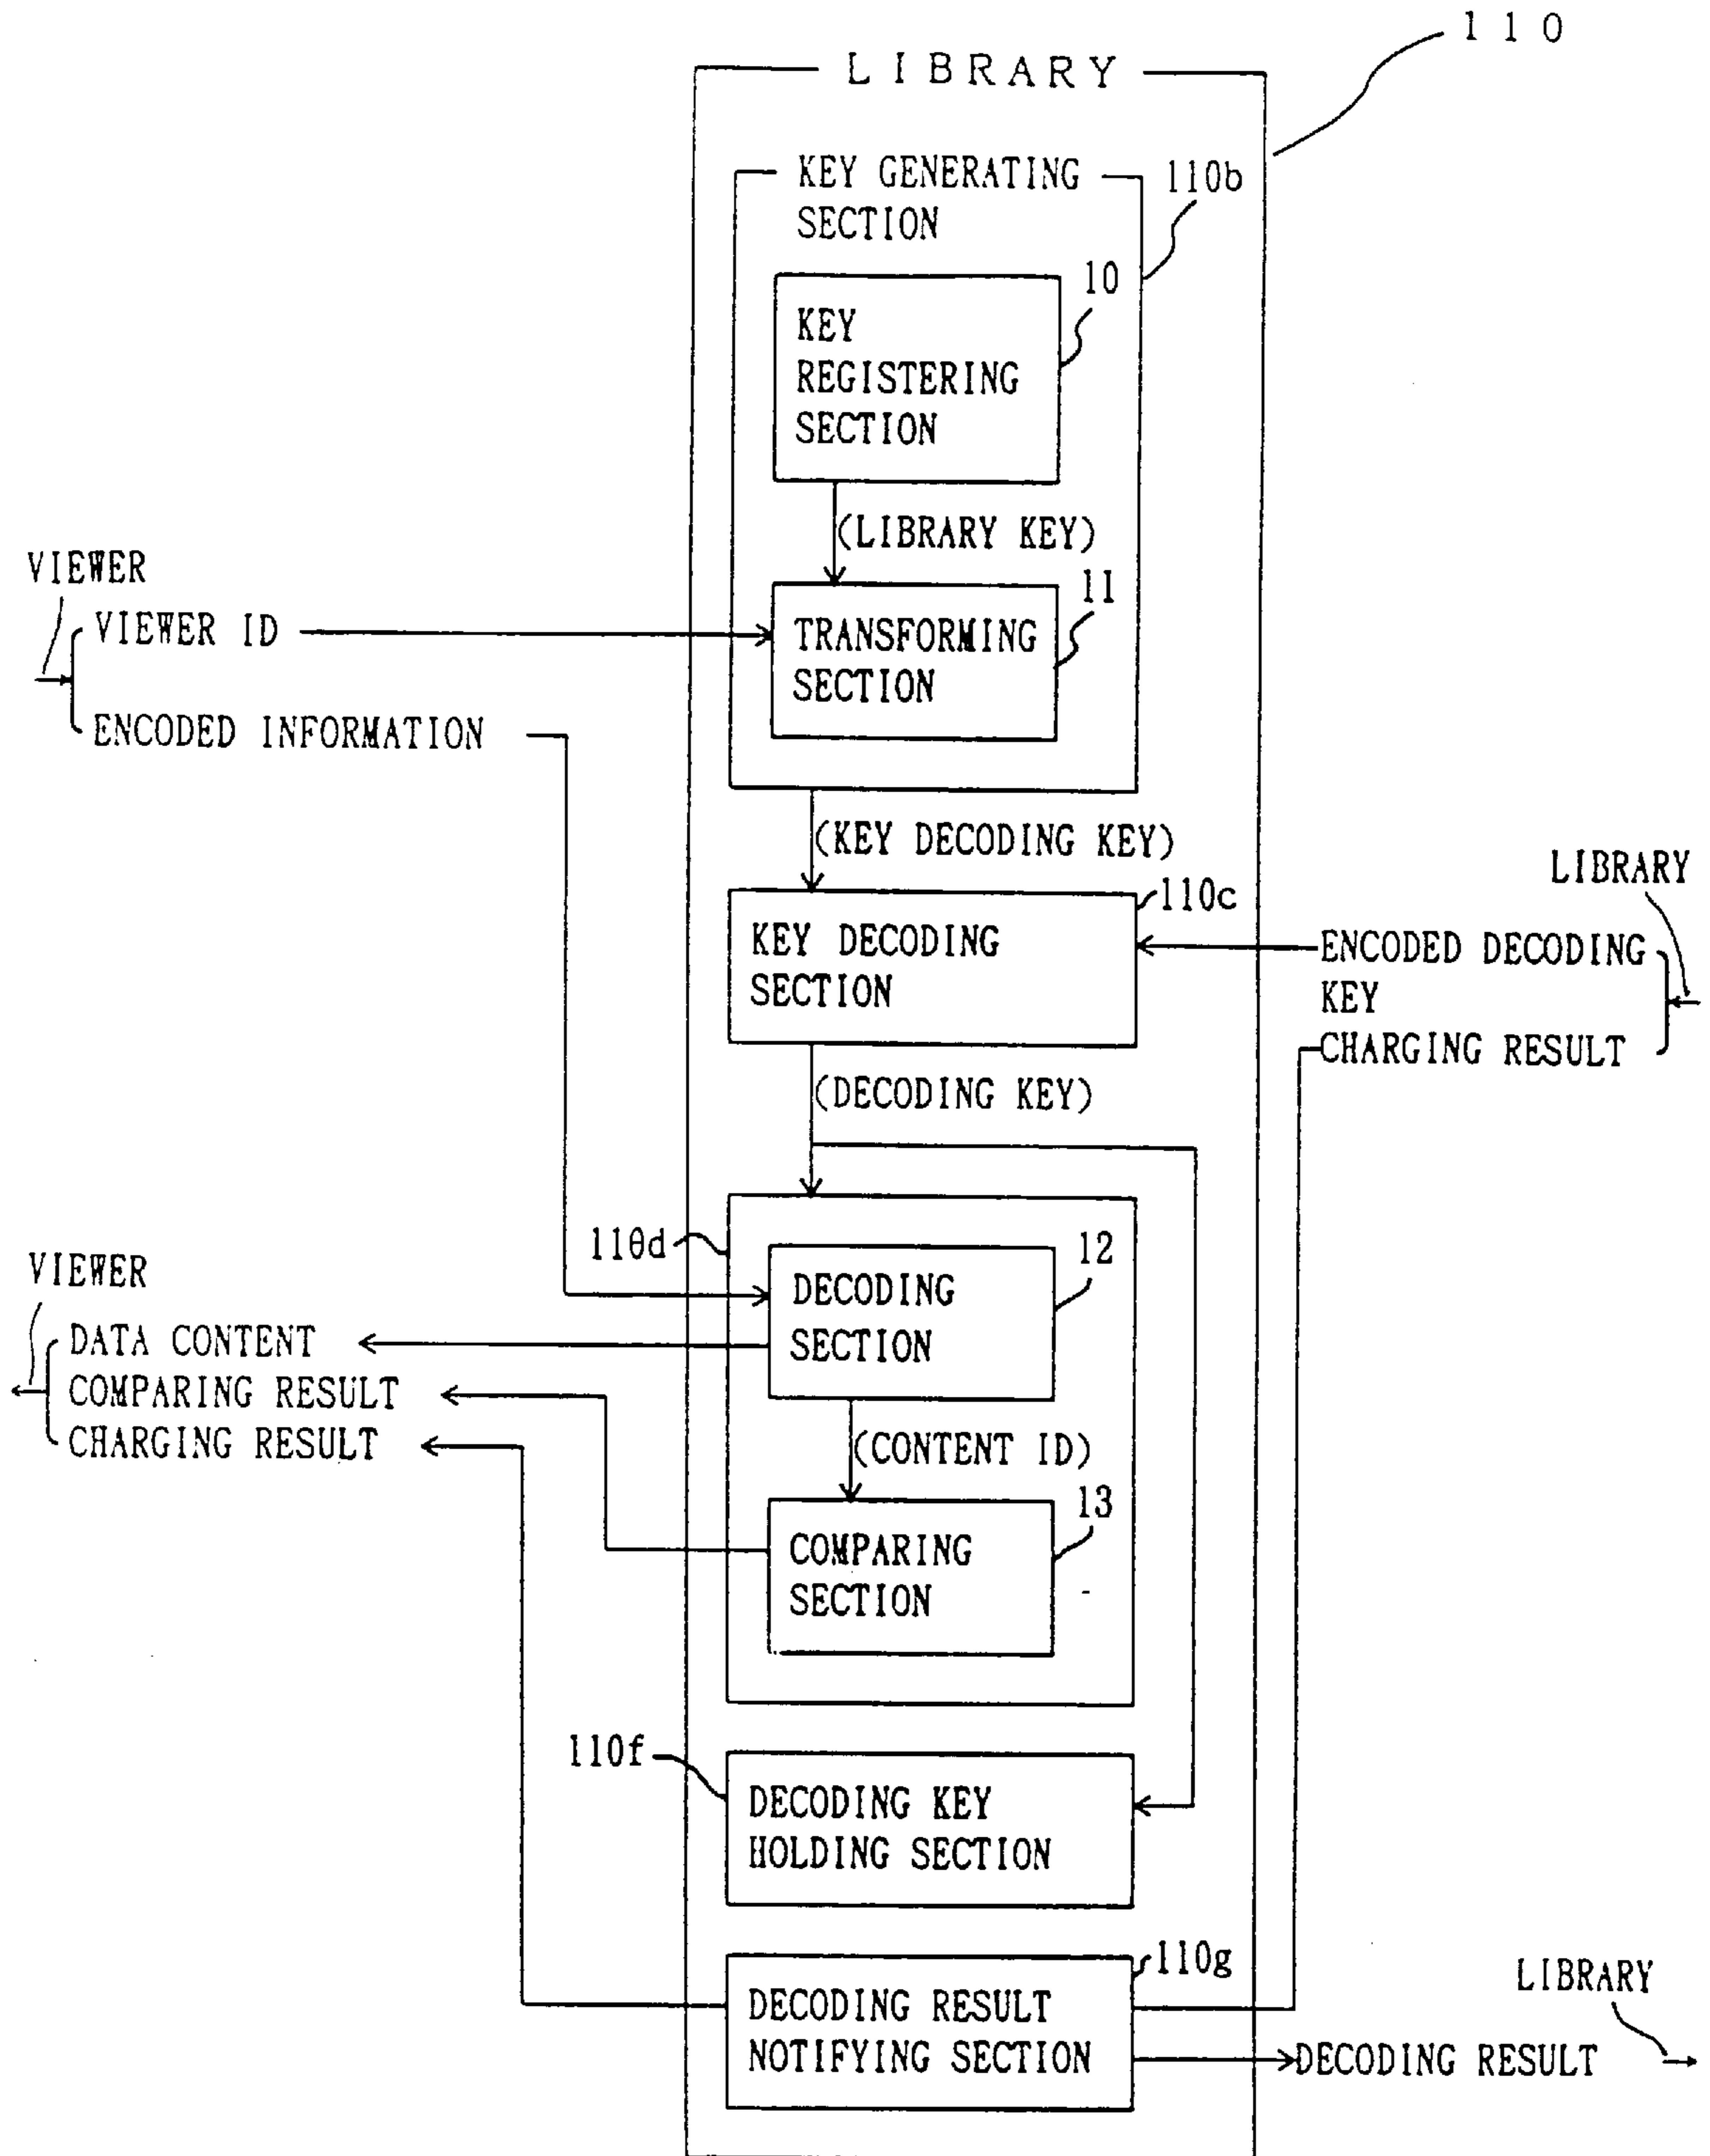 110
LIBRARY
KEY GENERATING
SECTION
110b
10
KEY
REGISTERING
SECTION
(LIBRARY KEY)
VIEWER
VIEWER ID
ENCODED INFORMATION
11
TRANSFORMING
SECTION
(KEY DECODING KEY)
110c
KEY DECODING
SECTION
LIBRARY
ENCODED DECODING
KEY
CHARGING RESULT
(DECODING KEY)
110d
12
DECODING
SECTION
VIEWER
DATA CONTENT
COMPARING RESULT
CHARGING RESULT
(CONTENT ID)
13
COMPARING
SECTION
110f
DECODING KEY
HOLDING SECTION
110g
DECODING RESULT
NOTIFYING SECTION
LIBRARY
DECODING RESULT